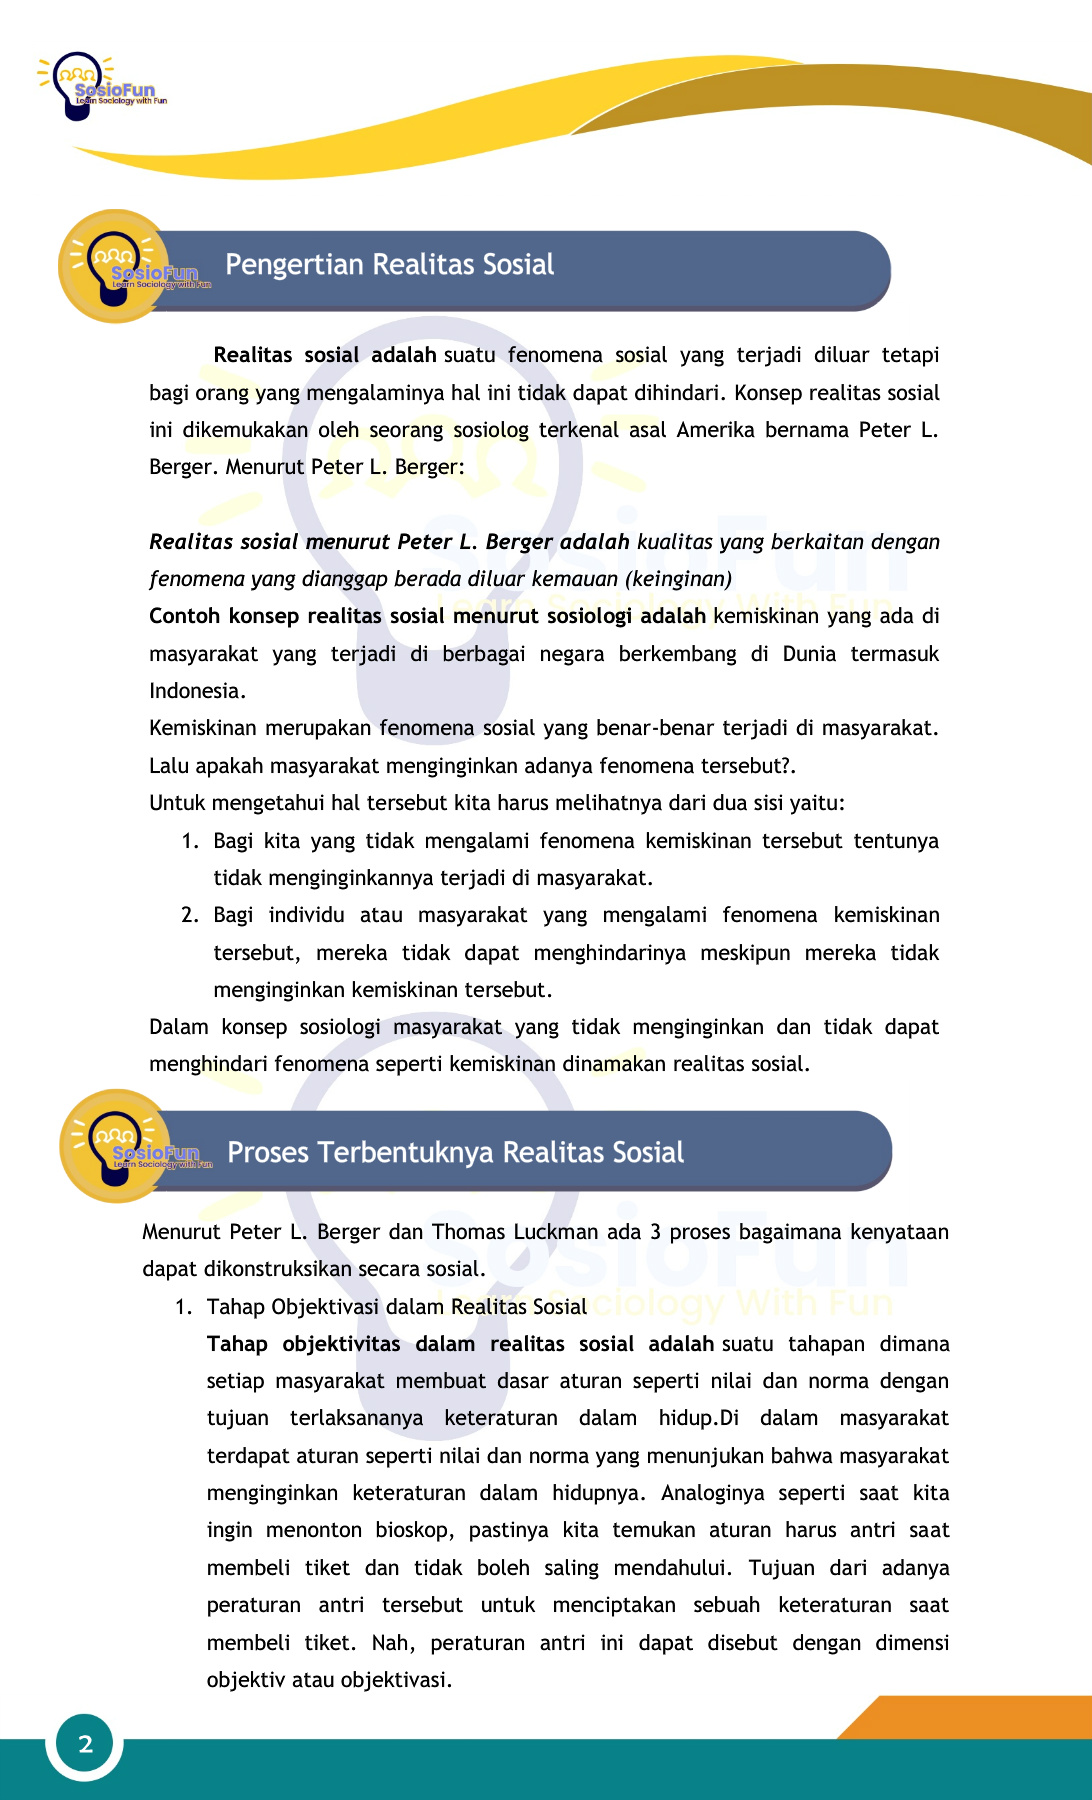 SosioFun
Learn Sociology with Fun
SosioFun
Learn Sociology with Fun
Pengertian Realitas Sosial
Realitas sosial adalah suatu fenomena sosial yang terjadi diluar tetapi
bagi orang yang mengalaminya hal ini tidak dapat dihindari. Konsep realitas sosial
ini dikemukakan oleh seorang sosiolog terkenal asal Amerika bernama Peter L.
Berger. Menurut Peter L. Berger:
SosioFun
Learn Sociology With Fun
Realitas sosial menurut Peter L. Berger adalah kualitas yang berkaitan dengan
fenomena yang dianggap berada diluar kemauan (keinginan)
Contoh konsep realitas sosial menurut sosiologi adalah kemiskinan yang ada di
masyarakat yang terjadi di berbagai negara berkembang di Dunia termasuk
Indonesia.
Kemiskinan merupakan fenomena sosial yang benar-benar terjadi di masyarakat.
Lalu apakah masyarakat menginginkan adanya fenomena tersebut?.
Untuk mengetahui hal tersebut kita harus melihatnya dari dua sisi yaitu:
1. Bagi kita yang tidak mengalami fenomena kemiskinan tersebut tentunya
tidak menginginkannya terjadi di masyarakat.
2. Bagi individu atau masyarakat yang mengalami fenomena kemiskinan
tersebut, mereka tidak dapat menghindarinya meskipun mereka tidak
menginginkan kemiskinan tersebut.
Dalam konsep sosiologi masyarakat yang tidak menginginkan dan tidak dapat
menghindari fenomena seperti kemiskinan dinamakan realitas sosial.
SosioFun
Learn Sociology with Fun
Proses Terbentuknya Realitas Sosial
Menurut Peter L. Berger dan Thomas Luckman ada 3 proses bagaimana kenyataan
dapat dikonstruksikan secara sosial.
SosioFun
Learn Sociology With Fun
1. Tahap Objektivasi dalam Realitas Sosial
Tahap objektivitas dalam realitas sosial adalah suatu tahapan dimana
setiap masyarakat membuat dasar aturan seperti nilai dan norma dengan
tujuan terlaksananya keteraturan dalam hidup.Di dalam masyarakat
terdapat aturan seperti nilai dan norma yang menunjukan bahwa masyarakat
menginginkan keteraturan dalam hidupnya. Analoginya seperti saat kita
ingin menonton bioskop, pastinya kita temukan aturan harus antri saat
membeli tiket dan tidak boleh saling mendahului. Tujuan dari adanya
peraturan antri tersebut untuk menciptakan sebuah keteraturan saat
membeli tiket. Nah, peraturan antri ini dapat disebut dengan dimensi
objektiv atau objektivasi.
2